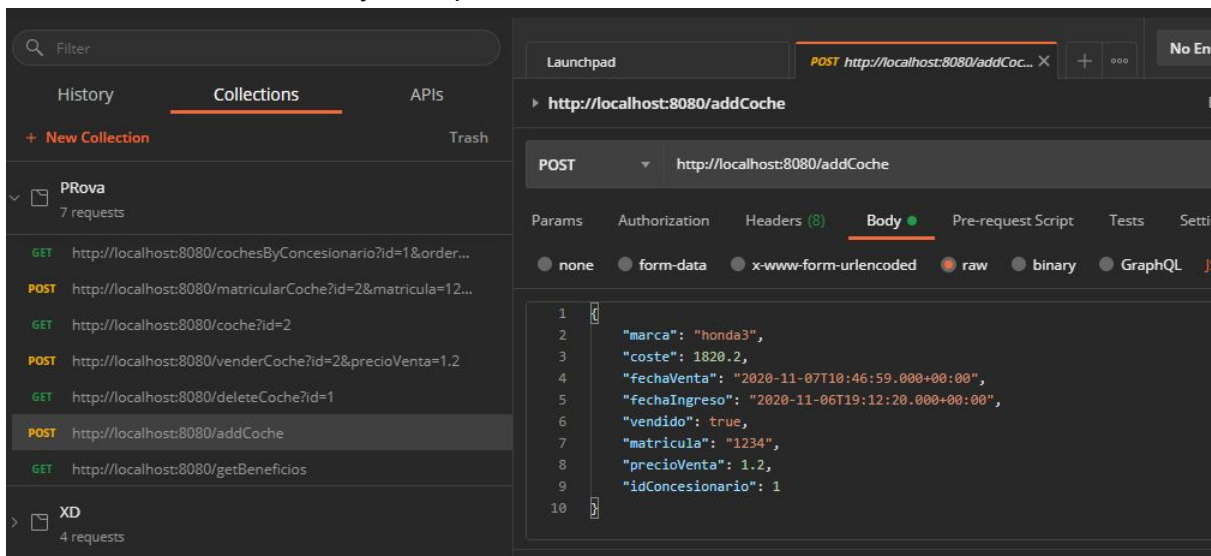 Filter
History Collections APIs
+ New Collection Trash
PRova
7 requests
GET http://localhost:8080/cochesByConcesionario?id=1&order...
POST http://localhost:8080/matricularCoche?id=2&matricula=12...
GET http://localhost:8080/coche?id=2
POST http://localhost:8080/venderCoche?id=2&precioVenta=1.2
GET http://localhost:8080/deleteCoche?id=1
POST http://localhost:8080/addCoche
GET http://localhost:8080/getBeneficios
XD
4 requests
Launchpad POST http://localhost:8080/addCoc... No En
http://localhost:8080/addCoche
POST http://localhost:8080/addCoche
Params Authorization Headers (8) Body Pre-request Script Tests Setti
none form-data x-www-form-urlencoded raw binary GraphQL
1 {
2 "marca": "honda3",
3 "coste": 1820.2,
4 "fechaVenta": "2020-11-07T10:46:59.000+00:00",
5 "fechaIngreso": "2020-11-06T19:12:20.000+00:00",
6 "vendido": true,
7 "matricula": "1234",
8 "precioVenta": 1.2,
9 "idConcesionario": 1
10 }